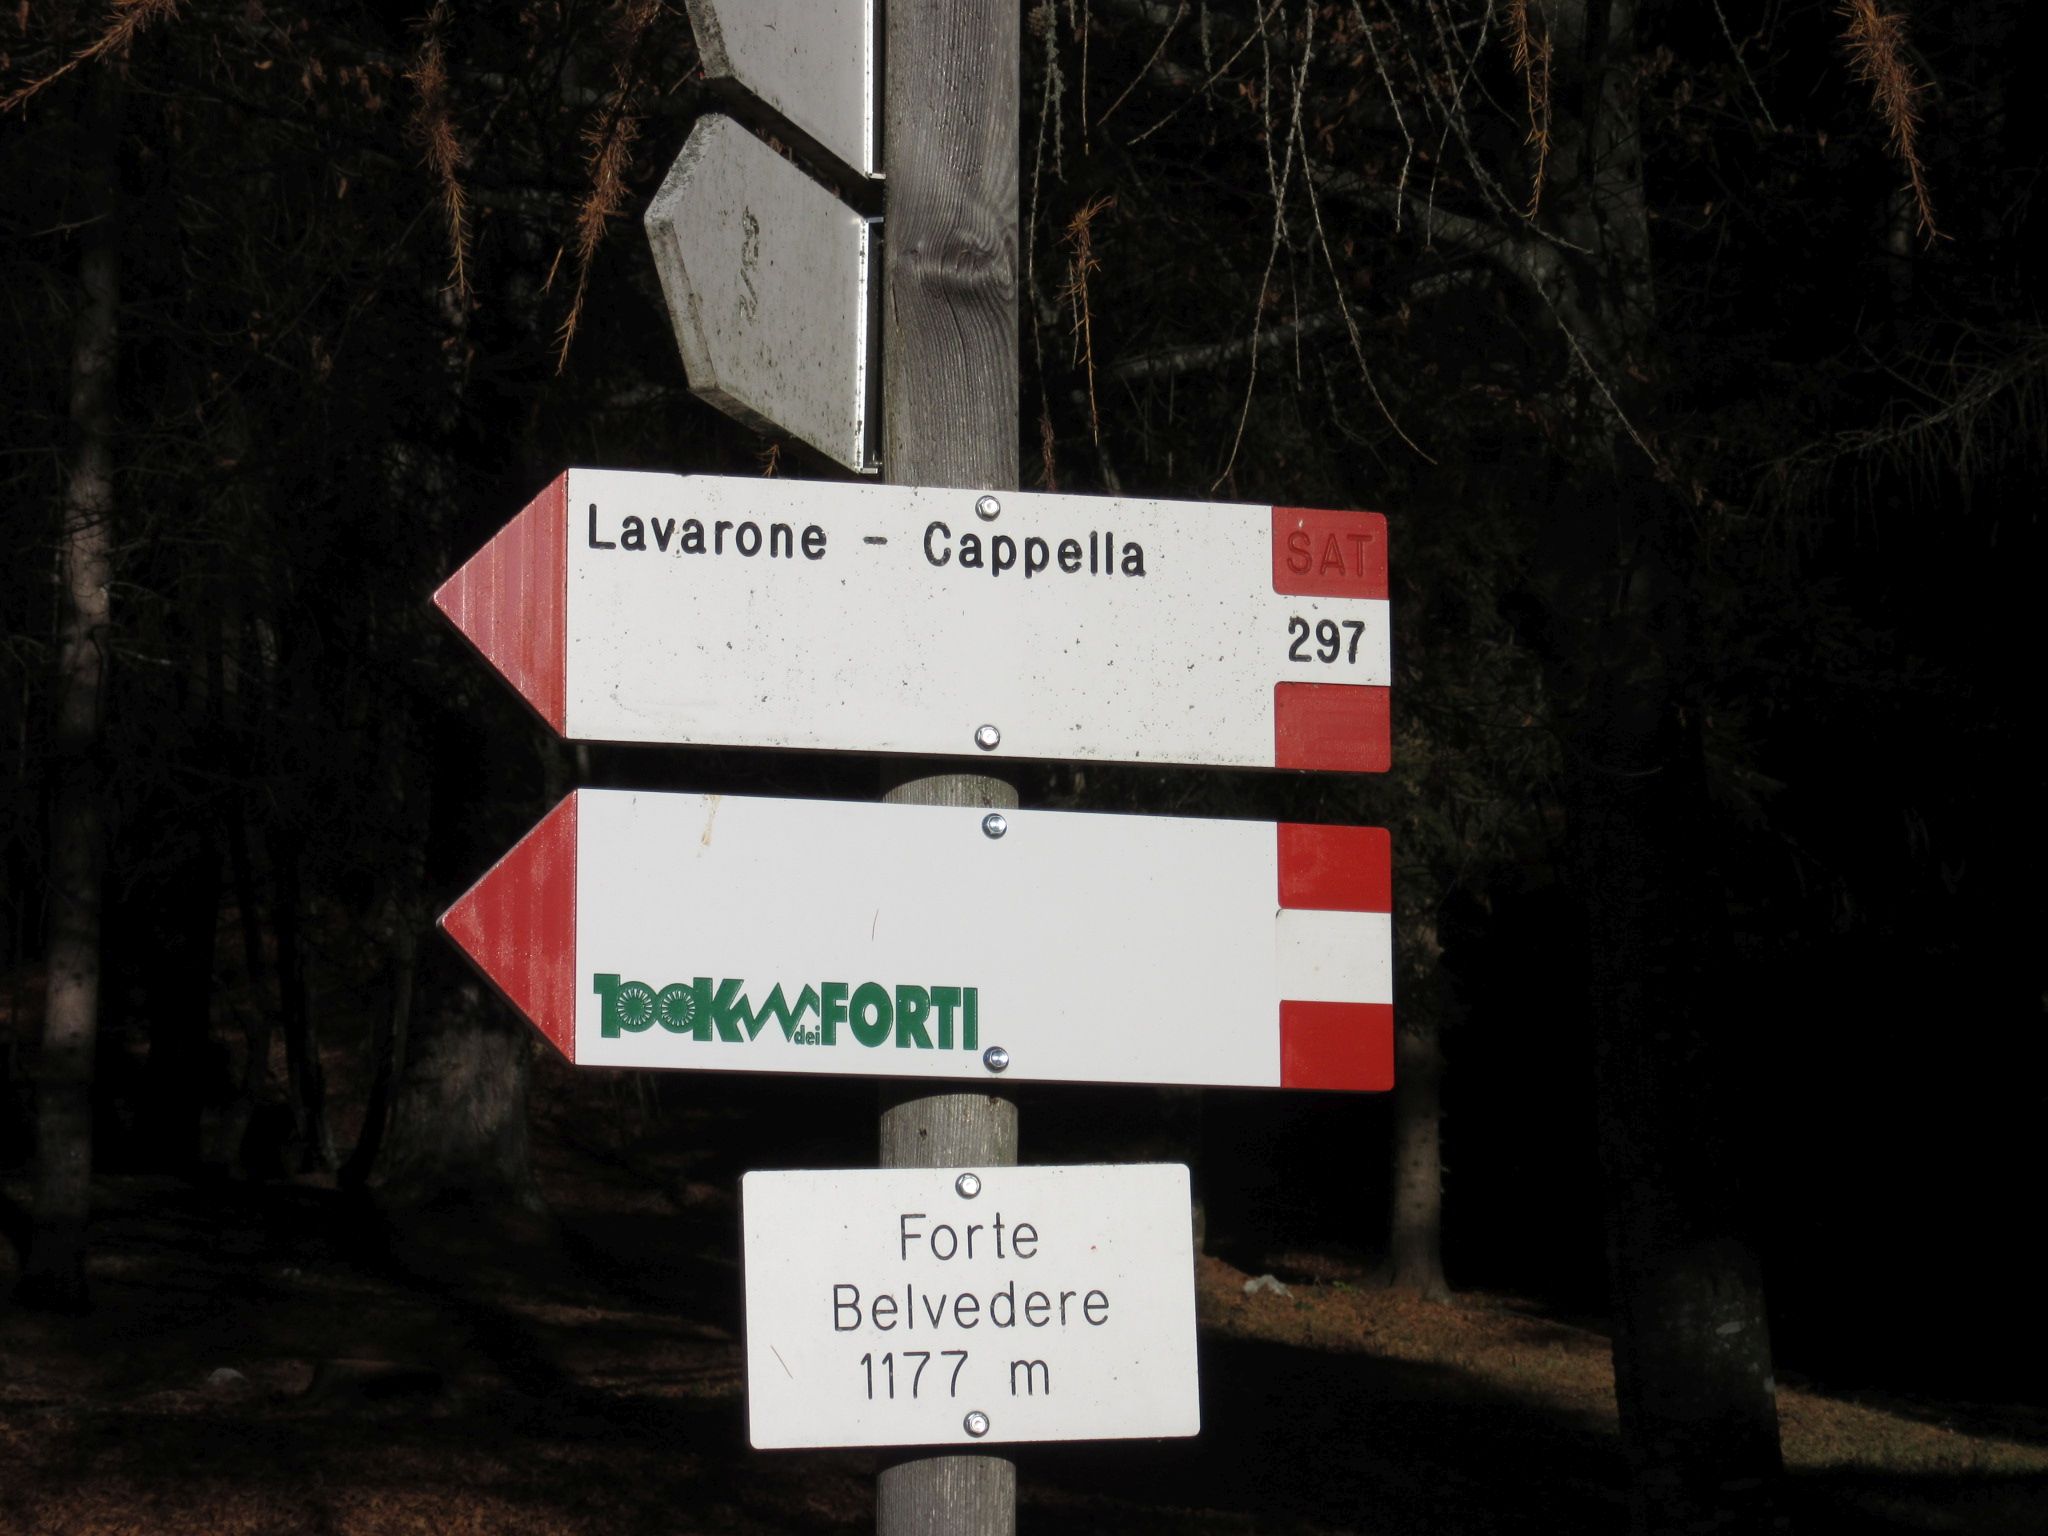 Lavarone - Cappella
SAT
297
100Km dei FORTI
Forte
Belvedere
1177 m